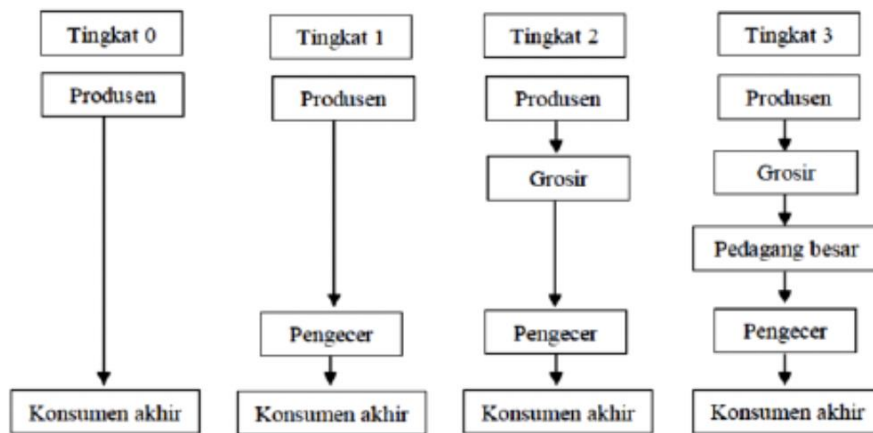 Tingkat 0
Tingkat 1
Tingkat 2
Tingkat 3
Produsen
Produsen
Produsen
Produsen
Grosir
Grosir
Pedagang besar
Pengecer
Pengecer
Pengecer
Konsumen akhir
Konsumen akhir
Konsumen akhir
Konsumen akhir